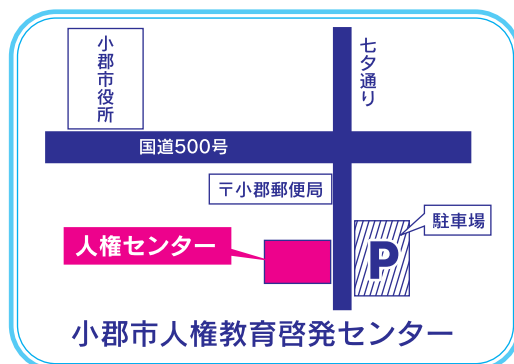 小郡市役所
七夕通り
国道500号
〒小郡郵便局
駐車場
人権センター
P
小郡市人権教育啓発センター